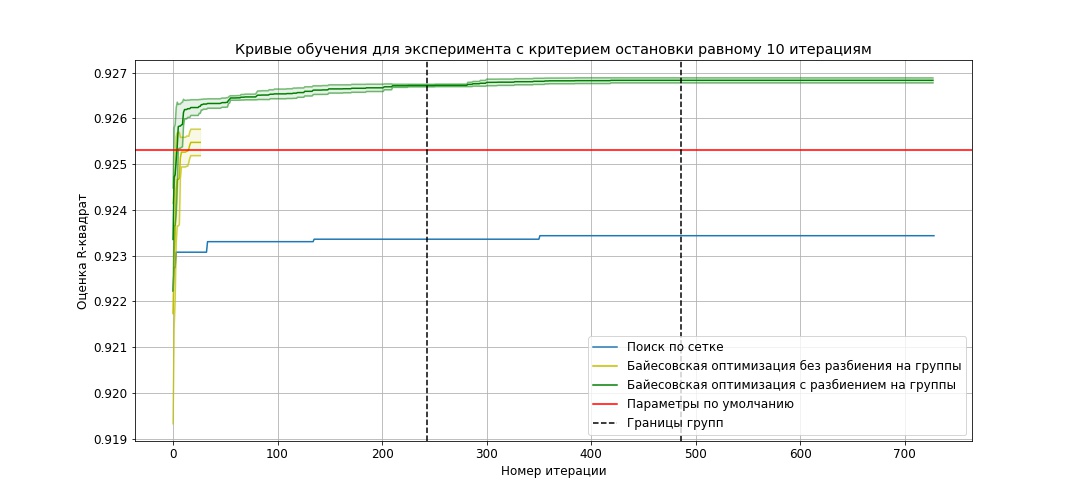 Кривые обучения для эксперимента с критерием остановки равному 10 итерациям
Оценка R-квадрат
0.927
0.926
0.925
0.924
0.923
0.922
0.921
0.920
0.919
Поиск по сетке
Байесовская оптимизация без разбиения на группы
Байесовская оптимизация с разбиением на группы
Параметры по умолчанию
Границы групп
0 100 200 300 400 500 600 700
Номер итерации